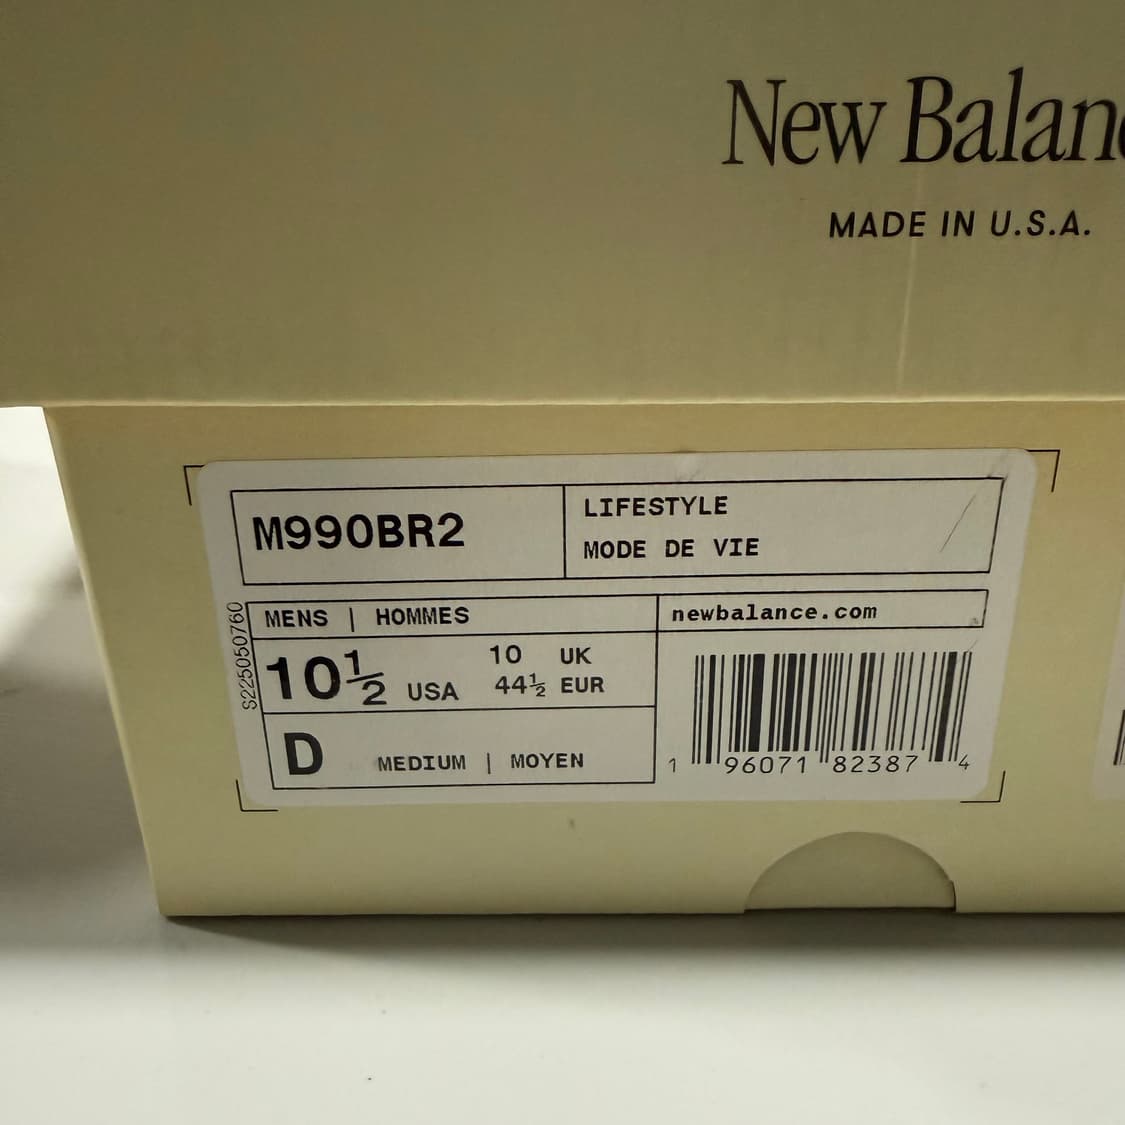 New Balan
MADE IN U.S.A.
M990BR2
LIFESTYLE
MODE DE VIE
MENS | HOMMES
newbalance.com
10½ USA
10 UK
44½ EUR
D MEDIUM | MOYEN
S225050760
1 96071 82387 4